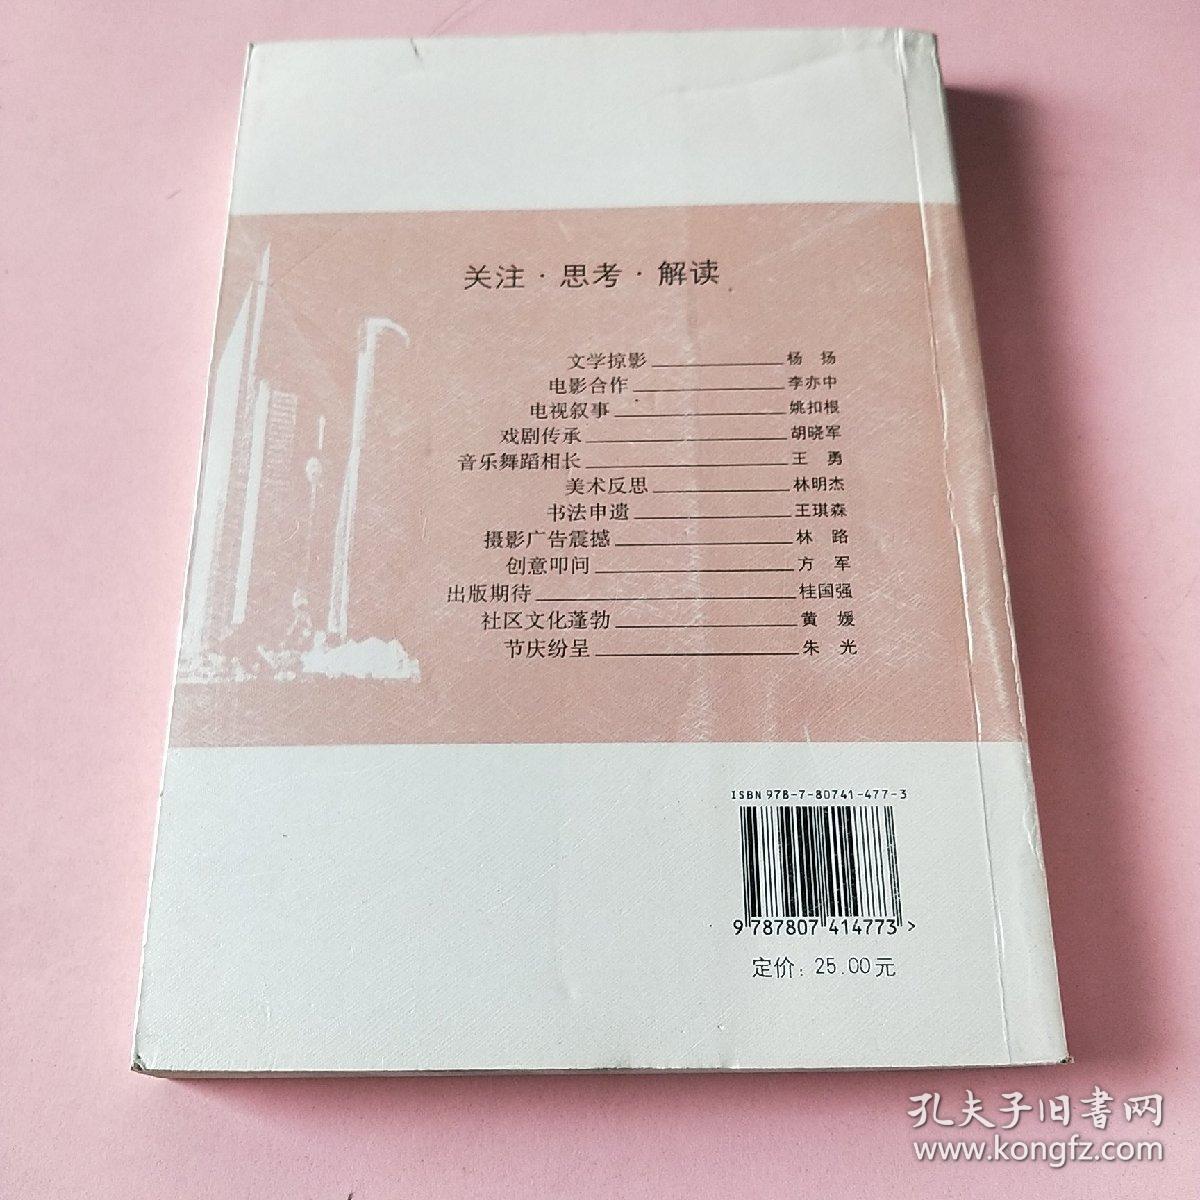 关注·思考·解读
文学掠影 杨 扬
电影合作 李亦中
电视叙事 姚扣根
戏剧传承 胡晓军
音乐舞蹈相长 王 勇
美术反思 林明杰
书法申遗 王琪森
摄影广告震撼 林 路
创意叩问 方 军
出版期待 桂国强
社区文化蓬勃 黄 媛
节庆纷呈 朱 光
ISBN 978-7-80741-477-3
9 787807 414773 >
定价：25.00元
孔夫子旧书网
www.kongfz.com